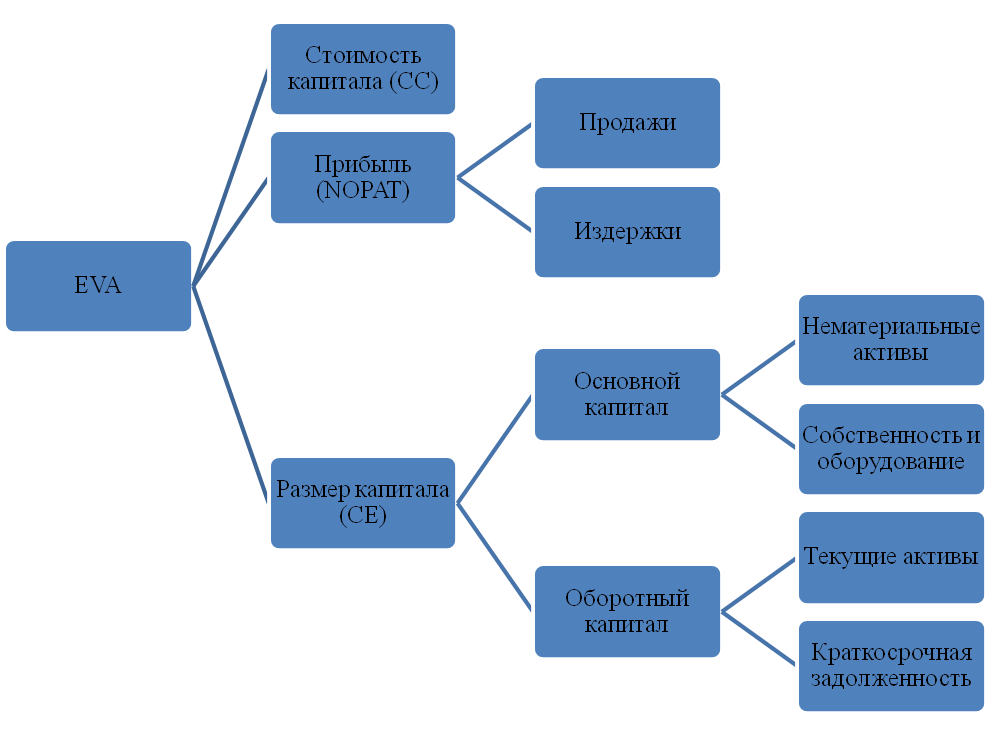 Стоимость
капитала (CC)
Продажи
Прибыль
(NOPAT)
Издержки
EVA
Нематериальные
активы
Основной
капитал
Собственность и
оборудование
Размер капитала
(CE)
Текущие активы
Оборотный
капитал
Краткосрочная
задолженность